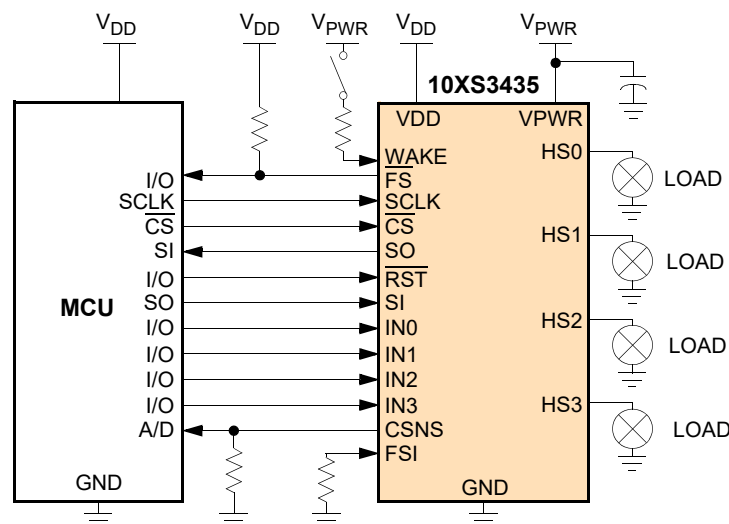 VDD VDD VPWR VDD VPWR
10XS3435
VDD VPWR
I/O
SCLK
CS
SI
I/O
SO
I/O
I/O
I/O
I/O
A/D
MCU
GND
WAKE
FS
SCLK
CS
SO
RST
SI
IN0
IN1
IN2
IN3
CSNS
FSI
GND
HS0
LOAD
HS1
LOAD
HS2
LOAD
HS3
LOAD